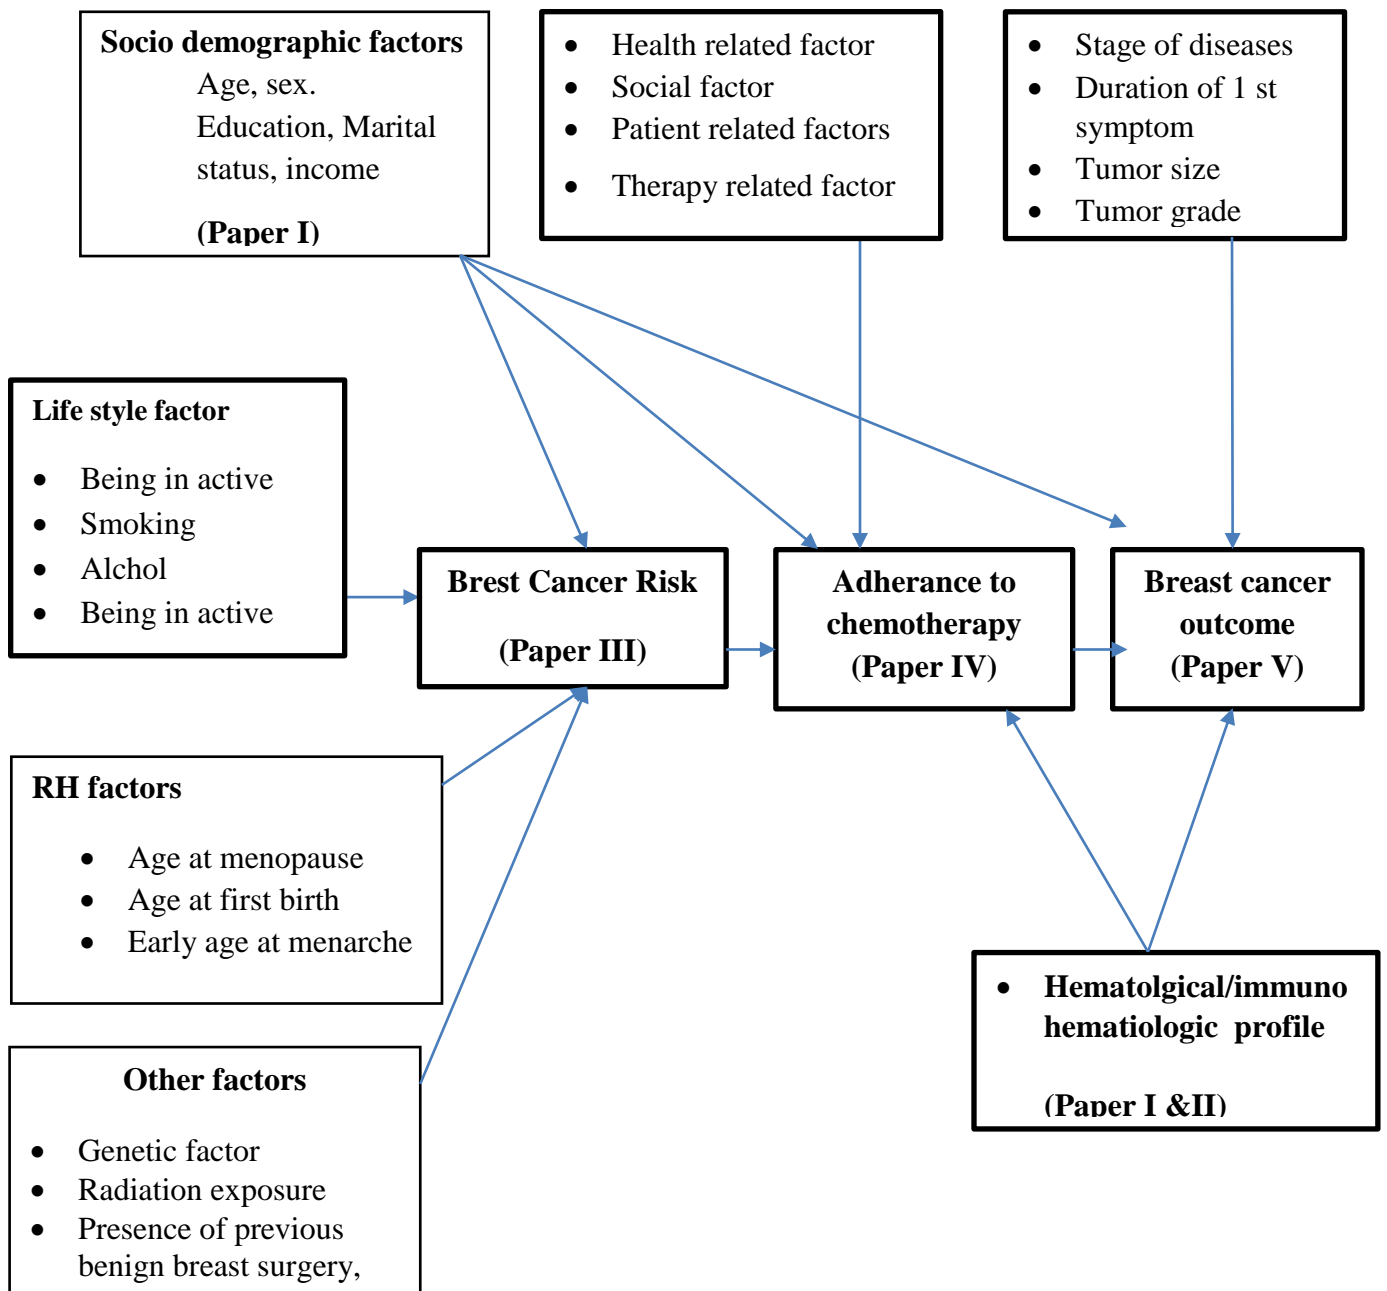 Socio demographic factors
Age, sex.
Education, Marital
status, income
(Paper I)
• Health related factor
• Social factor
• Patient related factors
• Therapy related factor
• Stage of diseases
• Duration of 1 st
symptom
• Tumor size
• Tumor grade
Life style factor
• Being in active
• Smoking
• Alchol
• Being in active
Brest Cancer Risk
(Paper III)
Adherance to
chemotherapy
(Paper IV)
Breast cancer
outcome
(Paper V)
RH factors
• Age at menopause
• Age at first birth
• Early age at menarche
• Hematolgical/immuno
hematiologic profile
(Paper I &II)
Other factors
• Genetic factor
• Radiation exposure
• Presence of previous
benign breast surgery,